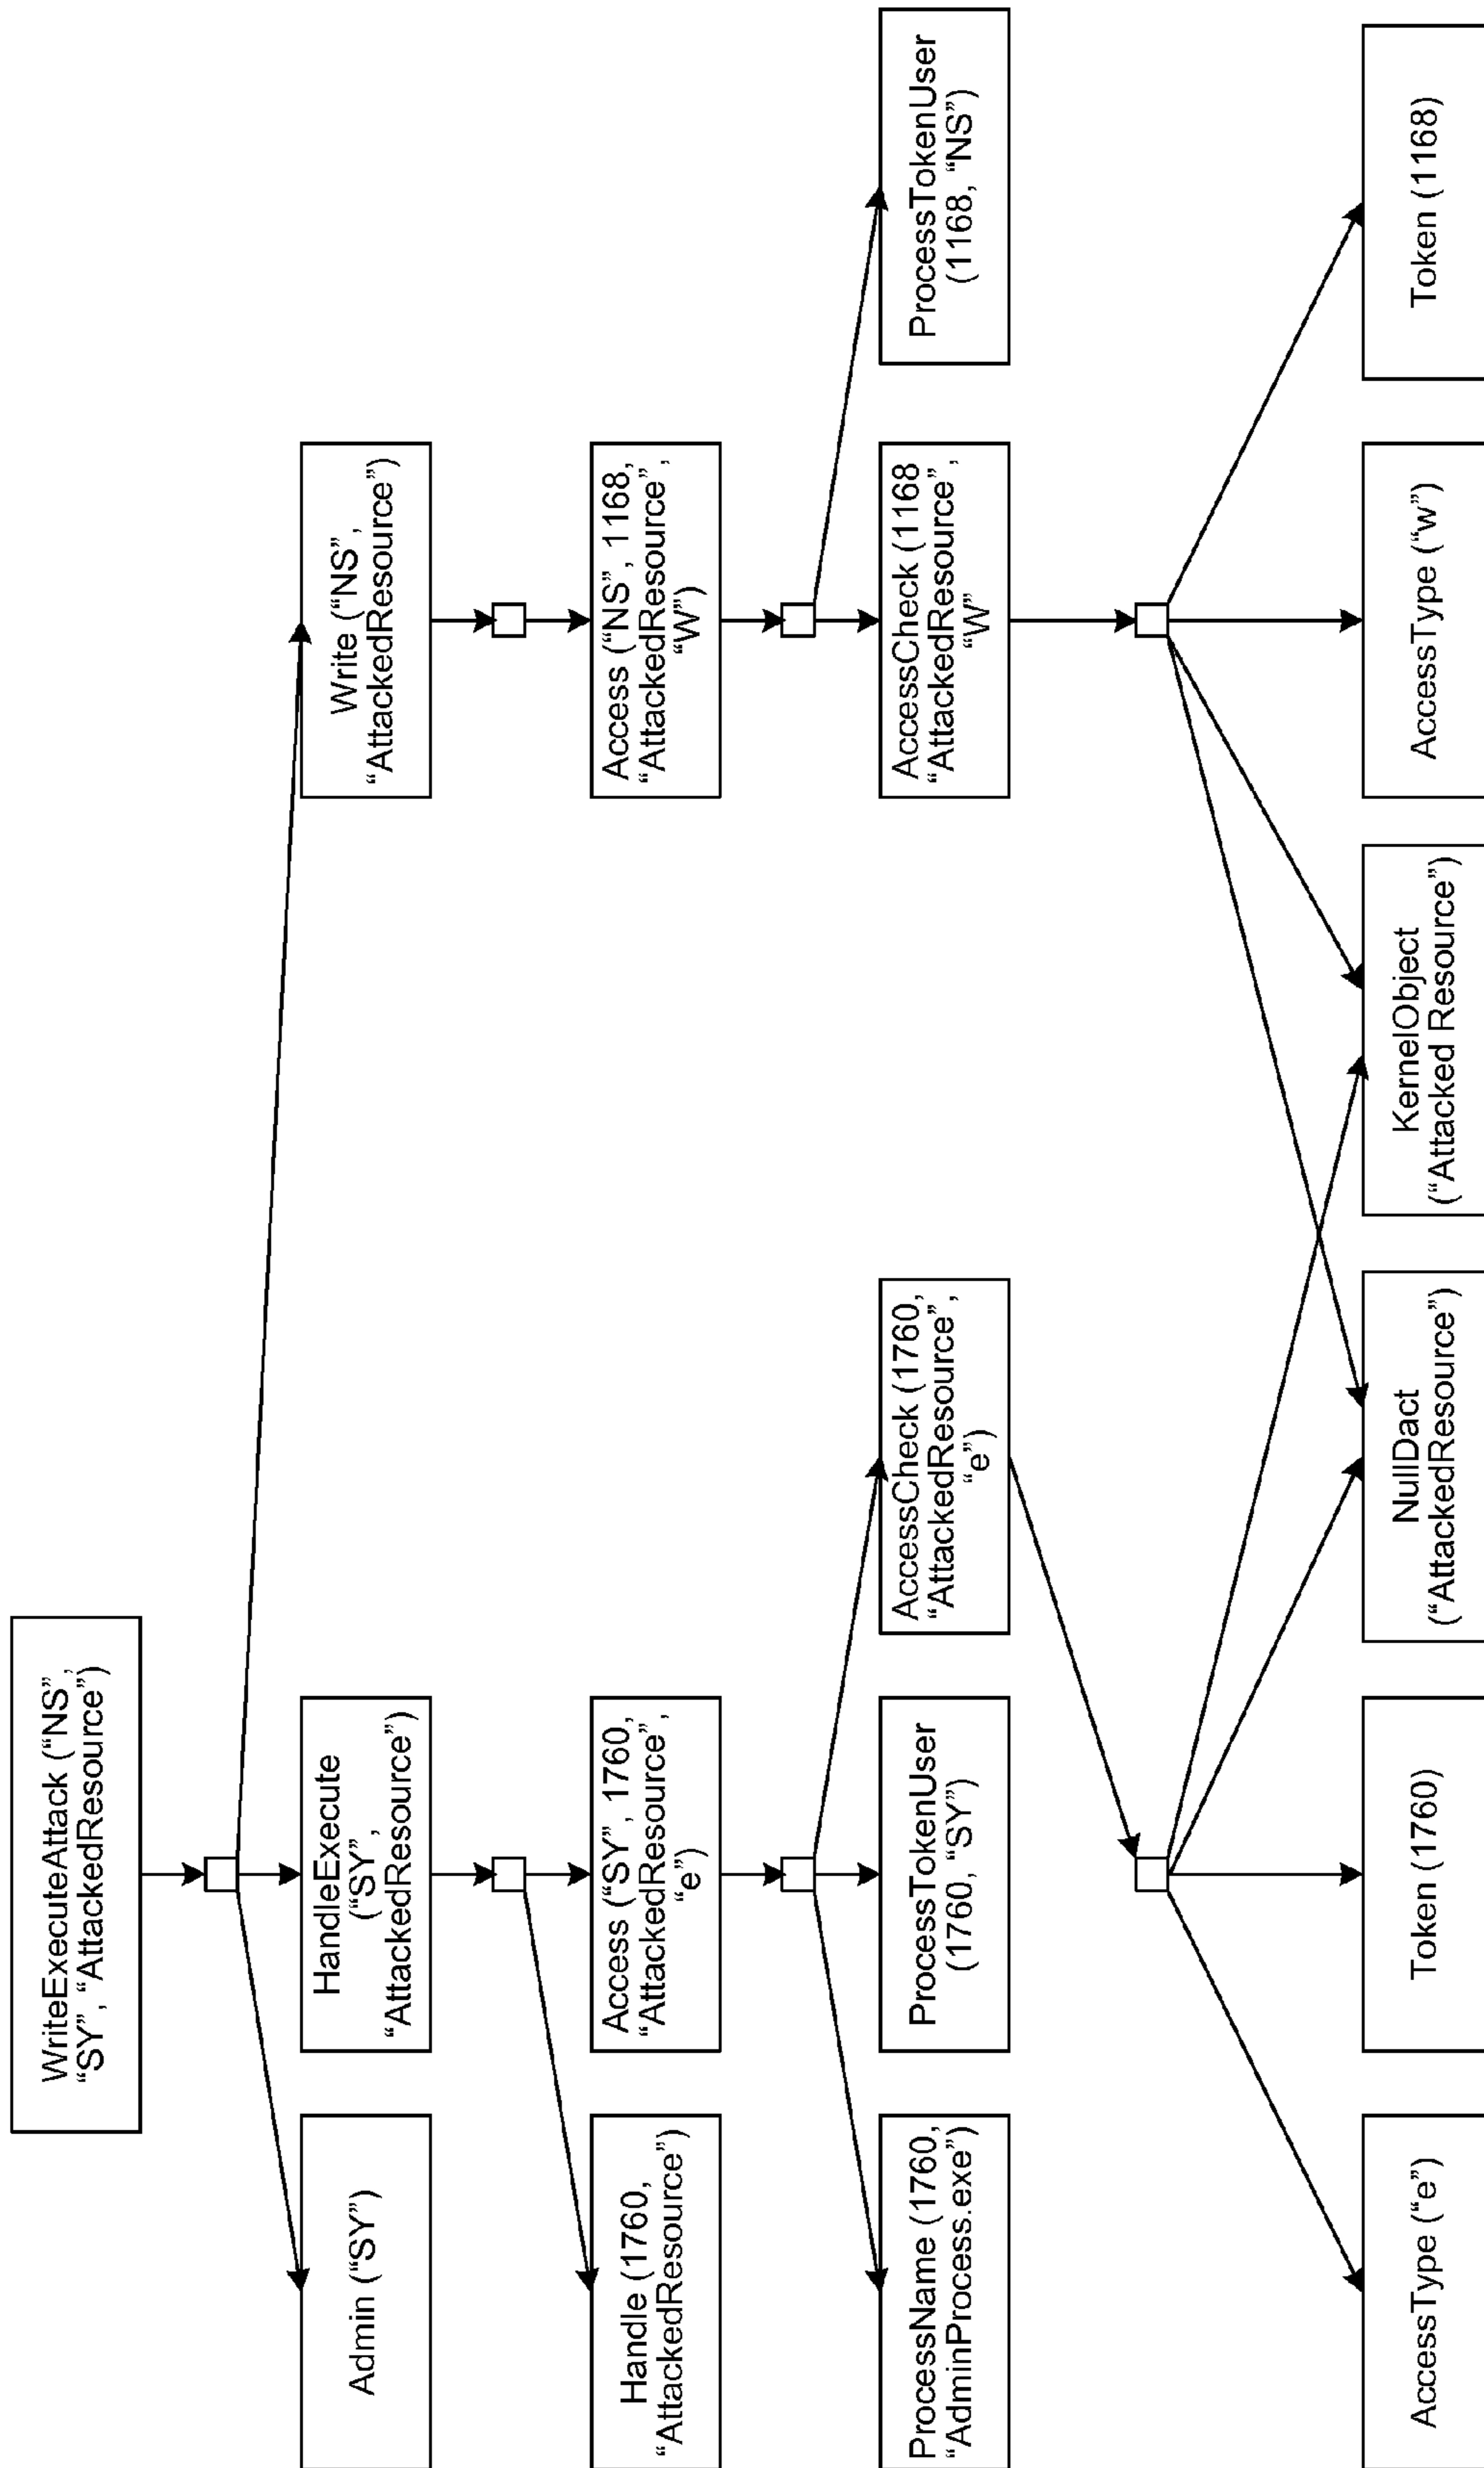 WriteExecuteAttack (“NS”,
“SY”, “AttackedResource”)
Admin (“SY”)
HandleExecute
(“SY”,
“AttackedResource”)
Write (“NS”,
“AttackedResource”)
Handle (1760,
“AttackedResource”)
Access (“SY”, 1760,
“AttackedResource”,
“e”)
Access (“NS”, 1168,
“AttackedResource”,
“W”)
ProcessName (1760,
“AdminProcess.exe”)
ProcessTokenUser
(1760, “SY”)
AccessCheck (1760,
“AttackedResource”,
“e”)
AccessCheck (1168
“AttackedResource”,
“W”
ProcessTokenUser
(1168, “NS”)
AccessType (“e”)
Token (1760)
NullDact
(“AttackedResource”)
KernelObject
(“Attacked Resource”)
AccessType (“w”)
Token (1168)